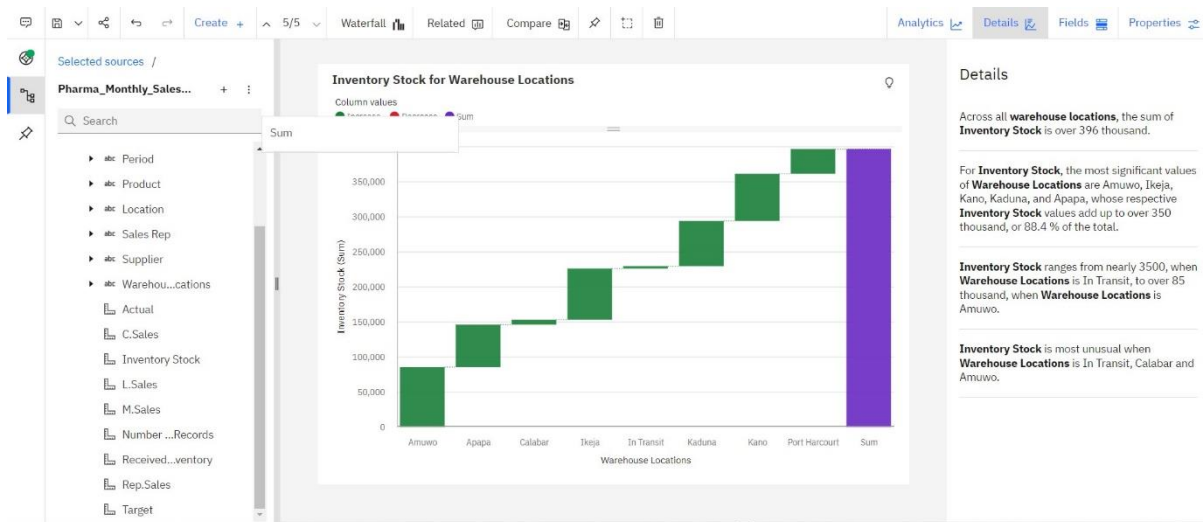 Create +
5/5
Waterfall
Related
Compare
Analytics
Details
Fields
Properties
Selected sources /
Pharma_Monthly_Sales...
+
Search
abc Period
abc Product
abc Location
abc Sales Rep
abc Supplier
abc Warehou...cations
Actual
C.Sales
Inventory Stock
L.Sales
M.Sales
Number ...Records
Received...ventory
Rep.Sales
Target
Inventory Stock for Warehouse Locations
Column values
Sum
Sum
350,000
300,000
250,000
200,000
150,000
100,000
50,000
0
Inventory Stock (Sum)
Amuwo Apapa Calabar Ikeja In Transit Kaduna Kano Port Harcourt Sum
Warehouse Locations
Details
Across all warehouse locations, the sum of
Inventory Stock is over 396 thousand.
For Inventory Stock, the most significant values
of Warehouse Locations are Amuwo, Ikeja,
Kano, Kaduna, and Apapa, whose respective
Inventory Stock values add up to over 350
thousand, or 88.4 % of the total.
Inventory Stock ranges from nearly 3500, when
Warehouse Locations is In Transit, to over 85
thousand, when Warehouse Locations is
Amuwo.
Inventory Stock is most unusual when
Warehouse Locations is In Transit, Calabar and
Amuwo.